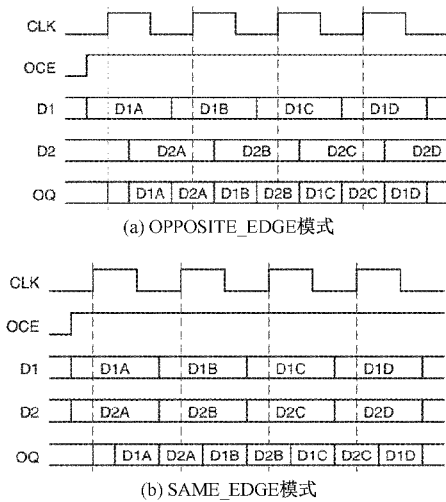 CLK
OCE
D1 D1A D1B D1C D1D
D2 D2A D2B D2C D2D
OQ D1A D2A D1B D2B D1C D2C D1D
(a) OPPOSITE_EDGE模式
CLK
OCE
D1 D1A D1B D1C D1D
D2 D2A D2B D2C D2D
OQ D1A D2A D1B D2B D1C D2C D1D
(b) SAME_EDGE模式